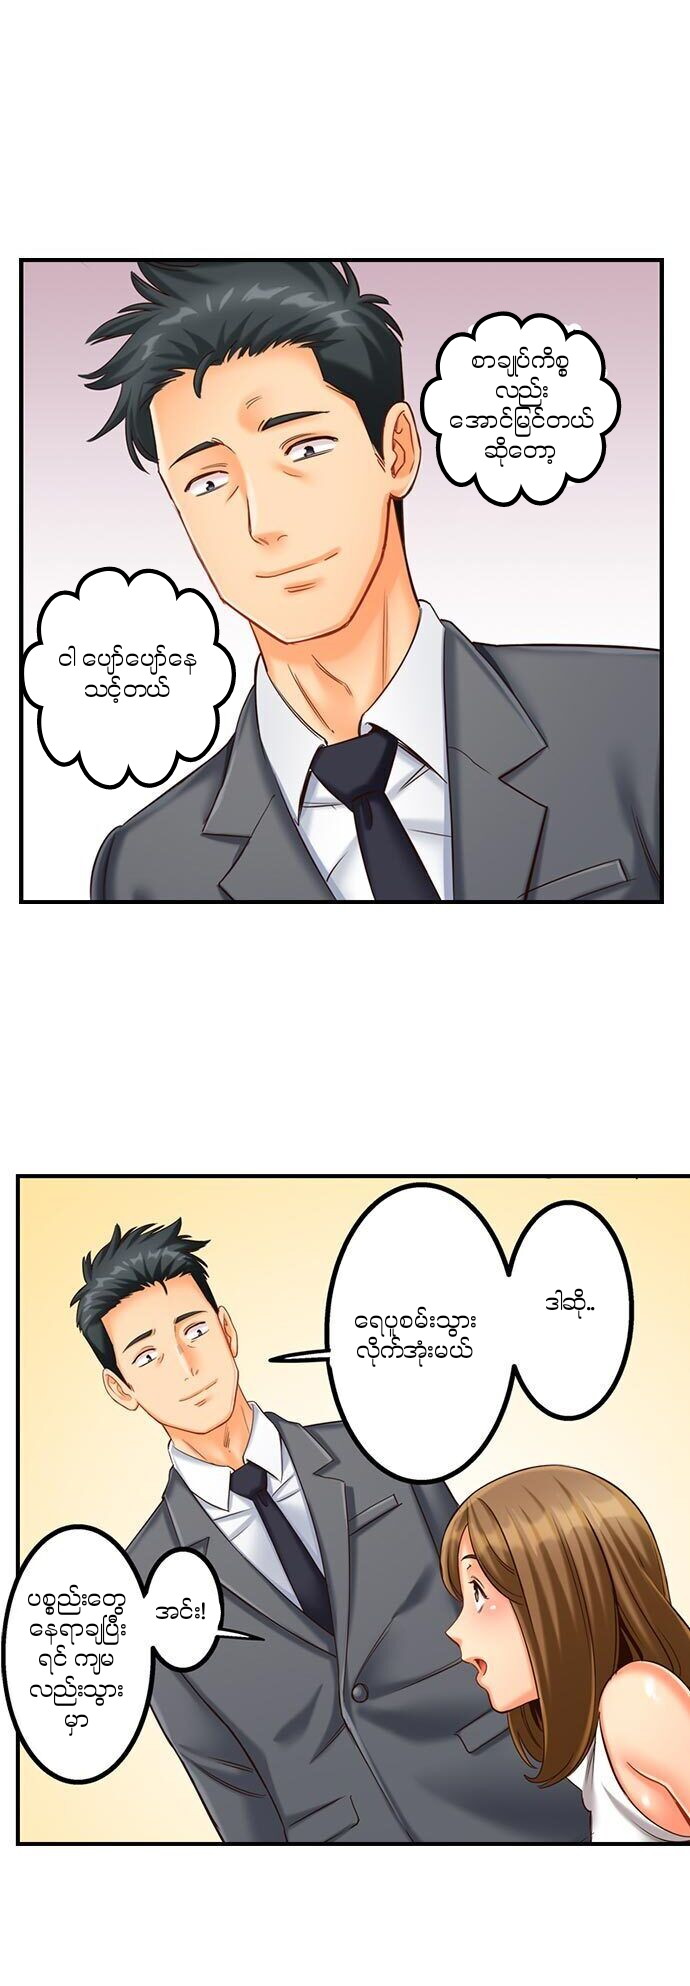 စာချုပ်ကိစ္စ
လည်း
အောင်မြင်တယ်
ဆိုတော့
ငါ ပျော်ပျော်နေ
သင့်တယ်
ဒါဆို..
ရေပူစမ်းသွား
လိုက်အုံးမယ်
အင်း!
ပစ္စည်းတွေ
နေရာချပြီး
ရင် ကျမ
လည်းသွား
မှာ